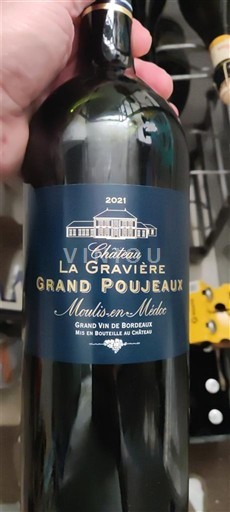 2021
Château
LA GRAVIÈRE
GRAND POUJEAUX
Moulis-en-Médoc
GRAND VIN DE BORDEAUX
MIS EN BOUTEILLE AU CHÂTEAU